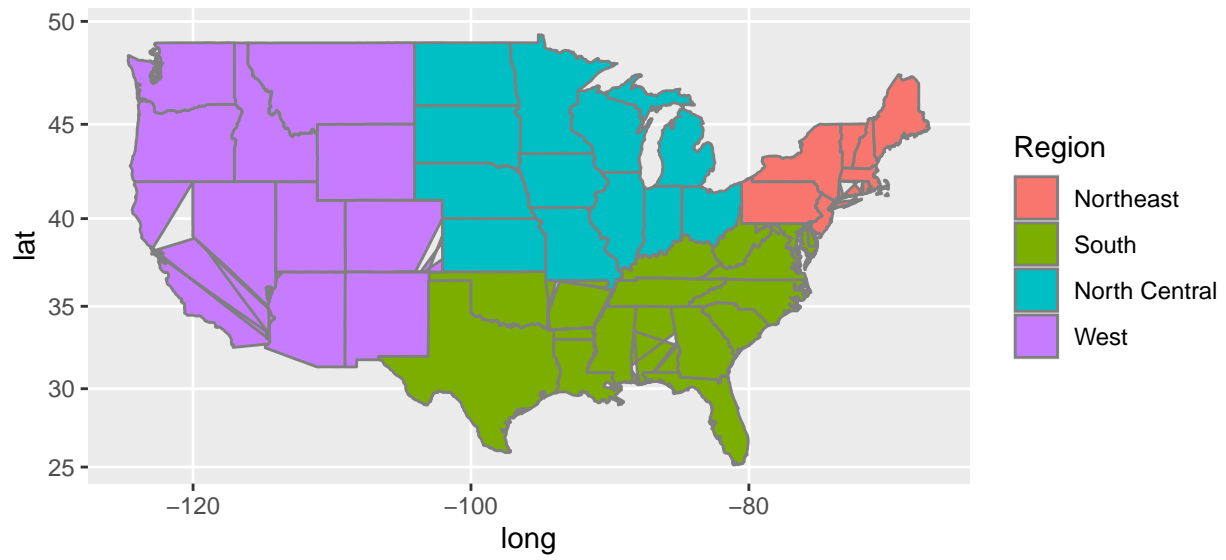 50
45
40
35
30
25
lat
−120
−100
−80
long
Region
Northeast
South
North Central
West